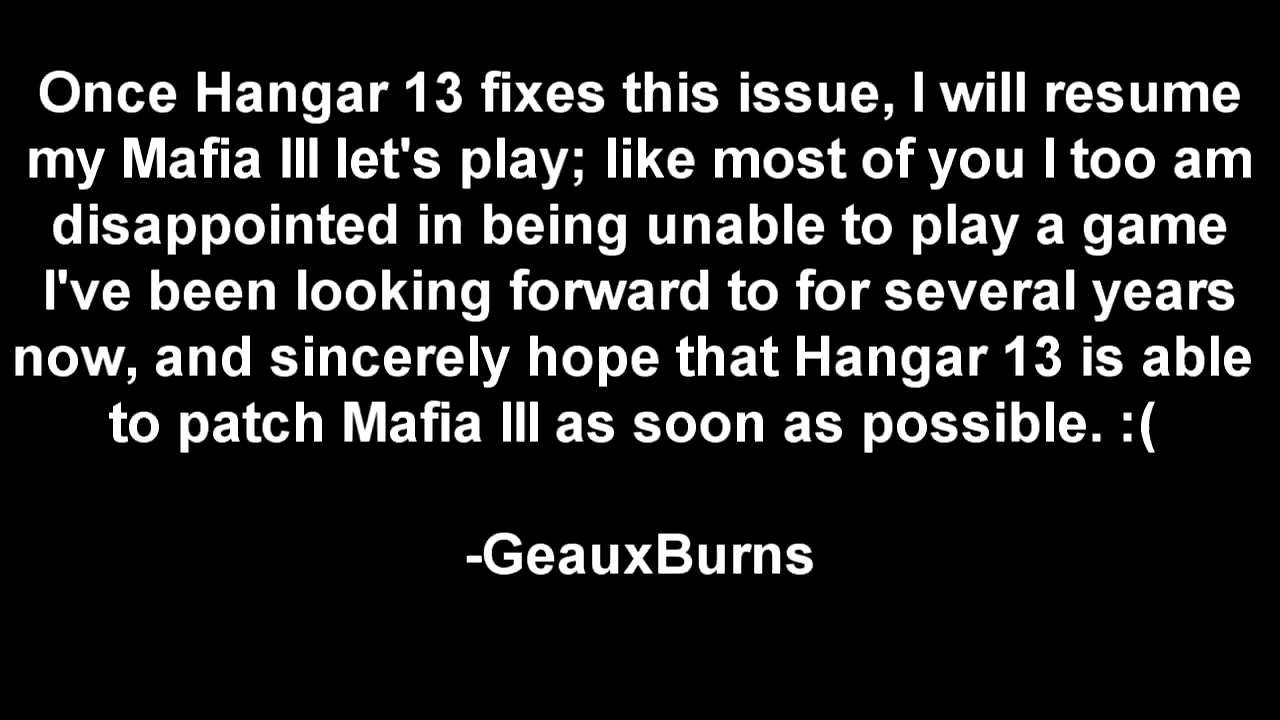 Once Hangar 13 fixes this issue, I will resume
my Mafia III let's play; like most of you I too am
disappointed in being unable to play a game
I've been looking forward to for several years
now, and sincerely hope that Hangar 13 is able
to patch Mafia III as soon as possible. :(
-GeauxBurns